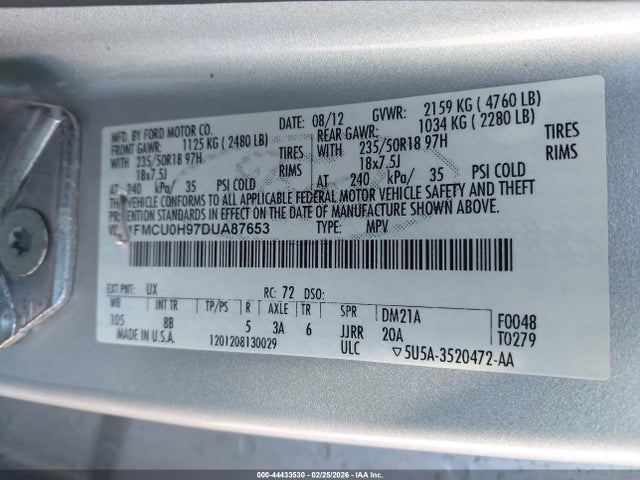 MFD. BY FORD MOTOR CO.
DATE: 08/12 GVWR: 2159 KG ( 4760 LB)
FRONT GAWR: 1125 KG ( 2480 LB)
REAR GAWR: 1034 KG ( 2280 LB)
WITH 235/50R18 97H TIRES
WITH 235/50R18 97H TIRES
18x7.5J RIMS
18x7.5J RIMS
AT 240 kPa/ 35 PSI COLD
AT 240 kPa/ 35 PSI COLD
THIS VEHICLE CONFORMS TO ALL APPLICABLE FEDERAL MOTOR VEHICLE SAFETY AND THEFT
PREVENTION STANDARDS IN EFFECT ON THE DATE OF MANUFACTURE SHOWN ABOVE.
1FMCU0H97DUA87653 TYPE: MPV
EXT PNT: UX RC: 72 DSO:
WB INT TR TP/PS R AXLE TR SPR DM21A F0048
105 8B 5 3A 6 JJRR 20A T0279
MADE IN U.S.A. 1201208130029 ULC ▽5U5A-3520472-AA
000-44433530 - 02/25/2026 - IAA Inc.